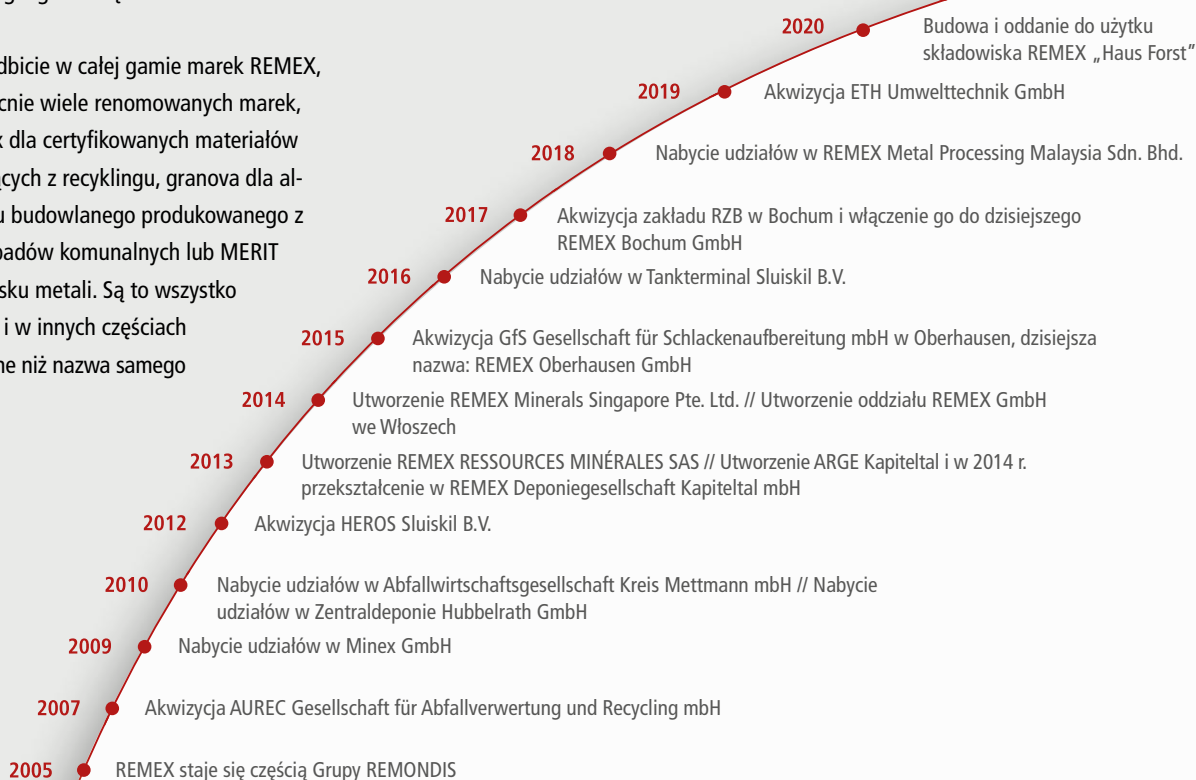 dbicie w całej gamie marek REMEX,
cnie wiele renomowanych marek,
dla certyfikowanych materiałów
ących z recyklingu, granova dla al-
u budowlanego produkowanego z
padów komunalnych lub MERIT
sku metali. Są to wszystko
i w innych częściach
ne niż nazwa samego
2020 Budowa i oddanie do użytku
składowiska REMEX „Haus Forst”
2019 Akwizycja ETH Umwelttechnik GmbH
2018 Nabycie udziałów w REMEX Metal Processing Malaysia Sdn. Bhd.
2017 Akwizycja zakładu RZB w Bochum i włączenie go do dzisiejszego
REMEX Bochum GmbH
2016 Nabycie udziałów w Tankterminal Sluiskil B.V.
2015 Akwizycja GfS Gesellschaft für Schlackenaufbereitung mbH w Oberhausen, dzisiejsza
nazwa: REMEX Oberhausen GmbH
2014 Utworzenie REMEX Minerals Singapore Pte. Ltd. // Utworzenie oddziału REMEX GmbH
we Włoszech
2013 Utworzenie REMEX RESSOURCES MINÉRALES SAS // Utworzenie ARGE Kapiteltal i w 2014 r.
przekształcenie w REMEX Deponiegesellschaft Kapiteltal mbH
2012 Akwizycja HEROS Sluiskil B.V.
2010 Nabycie udziałów w Abfallwirtschaftsgesellschaft Kreis Mettmann mbH // Nabycie
udziałów w Zentraldeponie Hubbelrath GmbH
2009 Nabycie udziałów w Minex GmbH
2007 Akwizycja AUREC Gesellschaft für Abfallverwertung und Recycling mbH
2005 REMEX staje się częścią Grupy REMONDIS